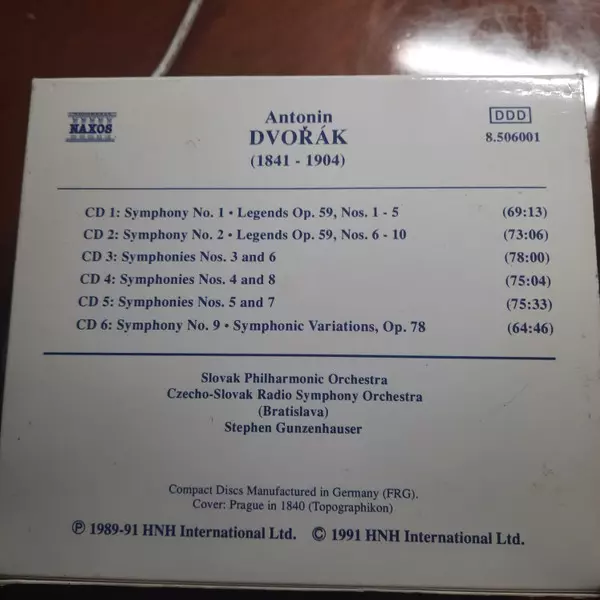 NAXOS
Antonin
DVOŘÁK
(1841 - 1904)
DDD
8.506001
CD 1: Symphony No. 1 • Legends Op. 59, Nos. 1 - 5 (69:13)
CD 2: Symphony No. 2 • Legends Op. 59, Nos. 6 - 10 (73:06)
CD 3: Symphonies Nos. 3 and 6 (78:00)
CD 4: Symphonies Nos. 4 and 8 (75:04)
CD 5: Symphonies Nos. 5 and 7 (75:33)
CD 6: Symphony No. 9 • Symphonic Variations, Op. 78 (64:46)
Slovak Philharmonic Orchestra
Czecho-Slovak Radio Symphony Orchestra
(Bratislava)
Stephen Gunzenhauser
Compact Discs Manufactured in Germany (FRG).
Cover: Prague in 1840 (Topographikon)
℗ 1989-91 HNH International Ltd. © 1991 HNH International Ltd.